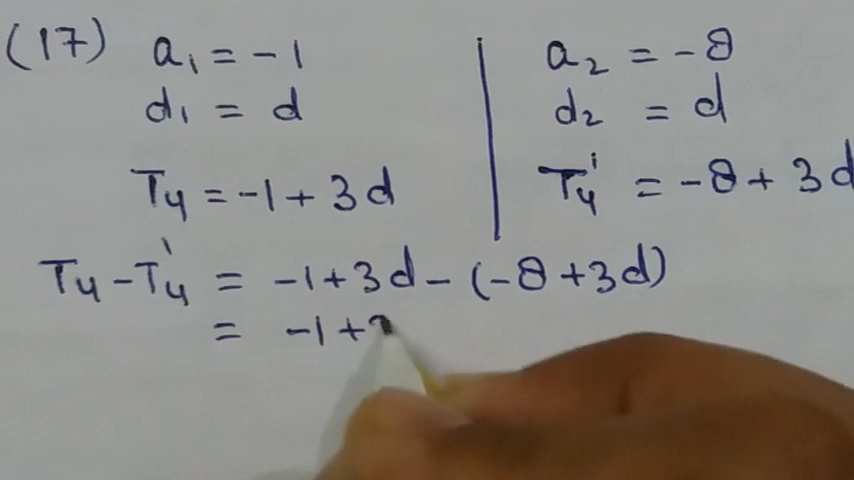 (17) a₁ = -1 a₂ = -8
d₁ = d d₂ = d
T₄ = -1 + 3d T₄' = -8 + 3d
T₄ - T₄' = -1 + 3d - (-8 + 3d)
= -1 +